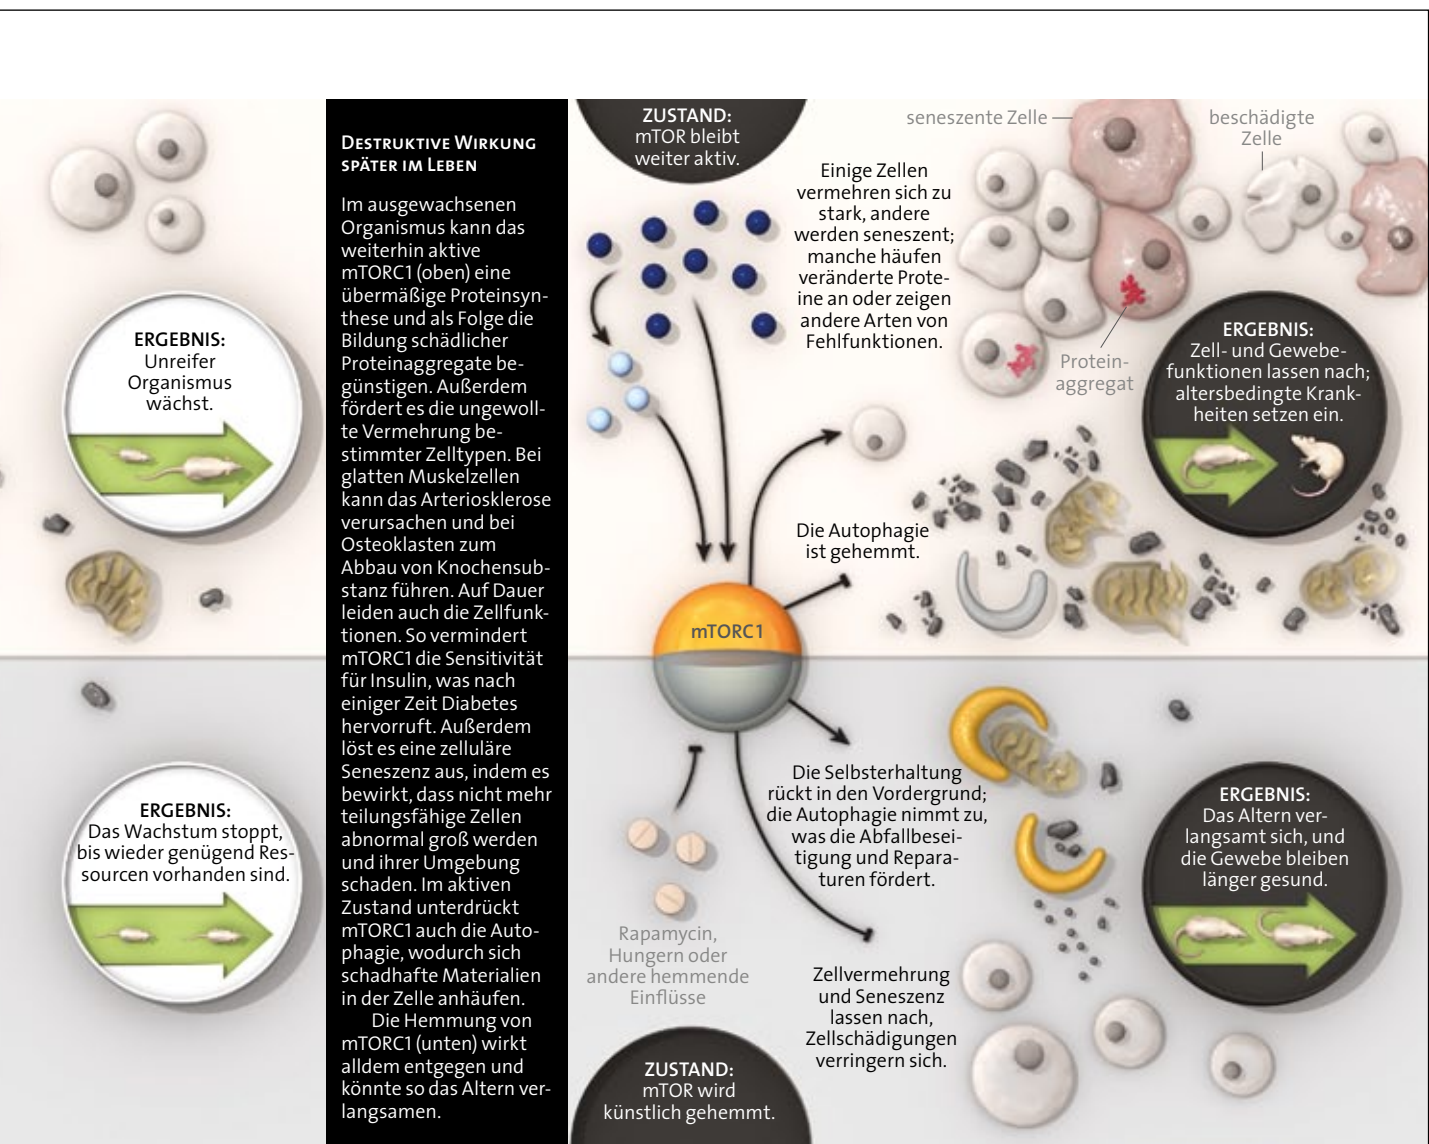 ERGEBNIS:
Unreifer
Organismus
wächst.
ERGEBNIS:
Das Wachstum stoppt,
bis wieder genügend Res-
sourcen vorhanden sind.
DESTRUKTIVE WIRKUNG
SPÄTER IM LEBEN
Im ausgewachsenen
Organismus kann das
weiterhin aktive
mTORC1 (oben) eine
übermäßige Proteinsyn-
these und als Folge die
Bildung schädlicher
Proteinaggregate be-
günstigen. Außerdem
fördert es die ungewoll-
te Vermehrung be-
stimmter Zelltypen. Bei
glatten Muskelzellen
kann das Arteriosklerose
verursachen und bei
Osteoklasten zum
Abbau von Knochensub-
stanz führen. Auf Dauer
leiden auch die Zellfunk-
tionen. So vermindert
mTORC1 die Sensitivität
für Insulin, was nach
einiger Zeit Diabetes
hervorruft. Außerdem
löst es eine zelluläre
Seneszenz aus, indem es
bewirkt, dass nicht mehr
teilungsfähige Zellen
abnormal groß werden
und ihrer Umgebung
schaden. Im aktiven
Zustand unterdrückt
mTORC1 auch die Auto-
phagie, wodurch sich
schadhafte Materialien
in der Zelle anhäufen.
Die Hemmung von
mTORC1 (unten) wirkt
alldem entgegen und
könnte so das Altern ver-
langsamen.
ZUSTAND:
mTOR bleibt
weiter aktiv.
Einige Zellen
vermehren sich zu
stark, andere
werden seneszent;
manche häufen
veränderte Prote-
ine an oder zeigen
andere Arten von
Fehlfunktionen.
seneszente Zelle
beschädigte
Zelle
Protein-
aggregat
ERGEBNIS:
Zell- und Gewebe-
funktionen lassen nach;
altersbedingte Krank-
heiten setzen ein.
Die Autophagie
ist gehemmt.
mTORC1
Die Selbsterhaltung
rückt in den Vordergrund;
die Autophagie nimmt zu,
was die Abfallbesei-
tigung und Repara-
turen fördert.
ERGEBNIS:
Das Altern ver-
langsamt sich, und
die Gewebe bleiben
länger gesund.
Rapamycin,
Hungern oder
andere hemmende
Einflüsse
Zellvermehrung
und Seneszenz
lassen nach,
Zellschädigungen
verringern sich.
ZUSTAND:
mTOR wird
künstlich gehemmt.